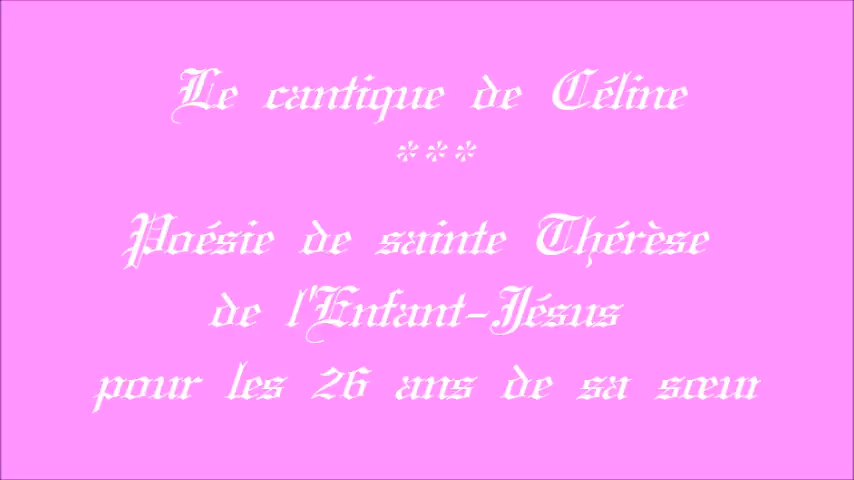 Le cantique de Céline
***
Poésie de sainte Thérèse
de l'Enfant-Jésus
pour les 26 ans de sa sœur